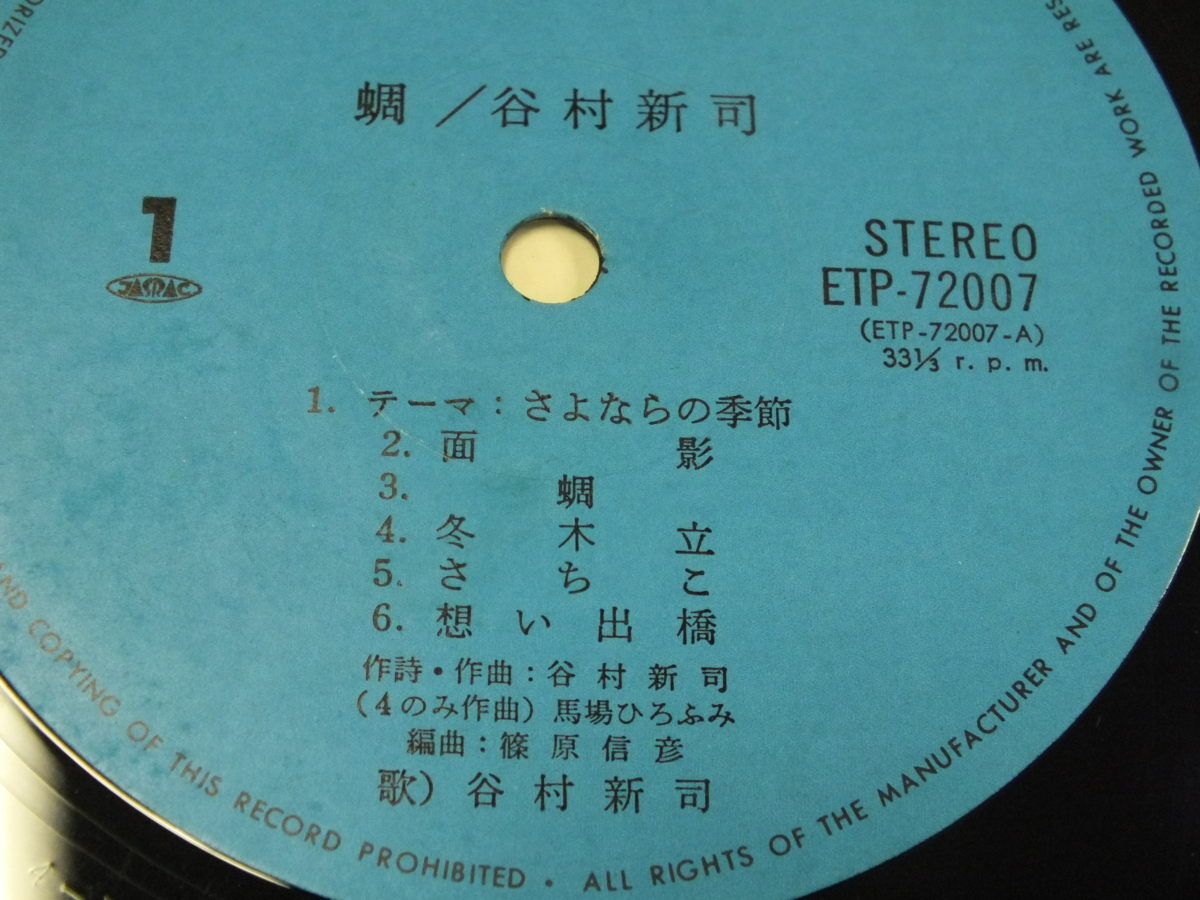 蜩 / 谷村新司
1
JASRAC
STEREO
ETP-72007
(ETP-72007-A)
33⅓ r.p.m.
1. テーマ：さよならの季節
2. 面影
3. 蜩
4. 冬木立
5. さちこ
6. 想い出橋
作詩・作曲：谷村新司
(4のみ作曲) 馬場ひろふみ
編曲：篠原信彦
歌) 谷村新司
AND COPYING OF THIS RECORD PROHIBITED • ALL RIGHTS OF THE MANUFACTURER AND OF THE OWNER OF THE RECORDED WORK ARE